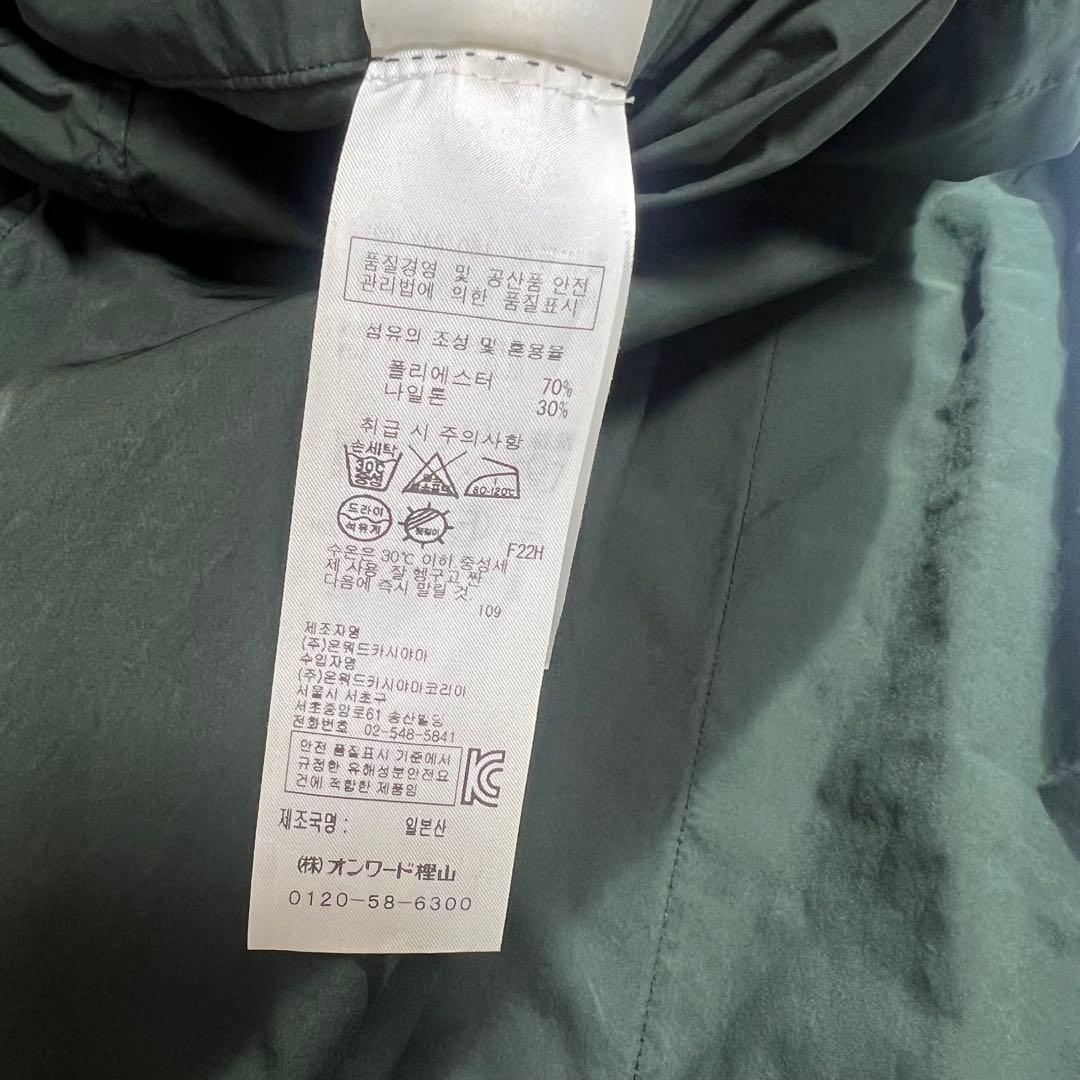 품질경영 및 공산품 안전
관리법에 의한 품질표시
섬유의 조성 및 혼용율
폴리에스터 70%
나일론 30%
취급 시 주의사항
손세탁
30℃
중성
80-120℃
드라이
석유계
F22H
수온은 30℃ 이하 중성세
제 사용. 잘 헹구고 짠
다음에 즉시 말릴 것.
109
제조자명
(주)온워드카시야마
수입자명
(주)온워드카시야마코리아
서울시 서초구
서초중앙로61 송산빌딩
전화번호 02-548-5841
안전 품질표시 기준에서
규정한 유해성분안전요
건에 적합한 제품임
제조국명 : 일본산
(株)オンワード樫山
0120-58-6300